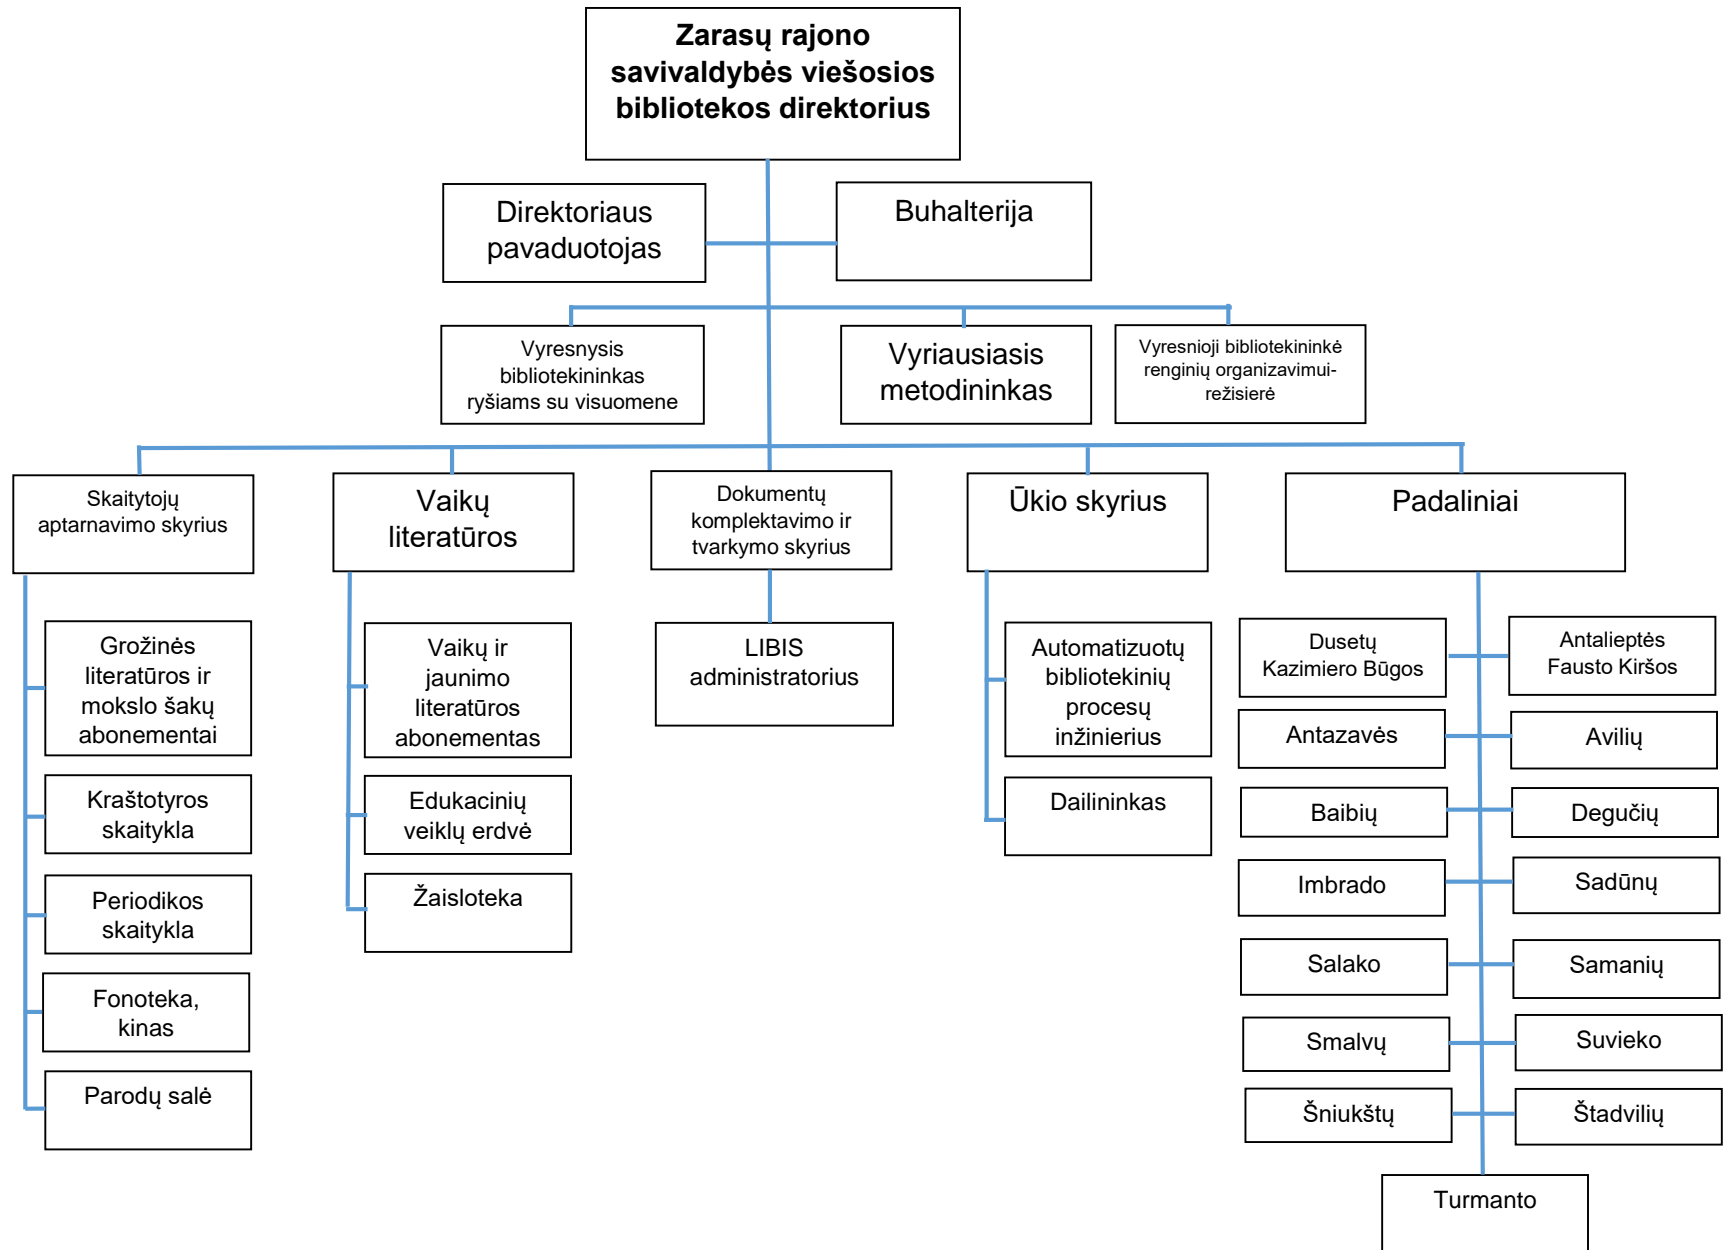 Zarasų rajono
savivaldybės viešosios
bibliotekos direktorius
Direktoriaus
pavaduotojas
Buhalterija
Vyresnysis
bibliotekininkas
ryšiams su visuomene
Vyriausiasis
metodininkas
Vyresnioji bibliotekininkė
renginių organizavimui-
režisierė
Skaitytojų
aptarnavimo skyrius
Vaikų
literatūros
Dokumentų
komplektavimo ir
tvarkymo skyrius
Ūkio skyrius
Padaliniai
Grožinės
literatūros ir
mokslo šakų
abonementai
Kraštotyros
skaitykla
Periodikos
skaitykla
Fonoteka,
kinas
Parodų salė
Vaikų ir
jaunimo
literatūros
abonementas
Edukacinių
veiklų erdvė
Žaisloteka
LIBIS
administratorius
Automatizuotų
bibliotekinių
procesų
inžinierius
Dailininkas
Dusetų
Kazimiero Būgos
Antalieptės
Fausto Kiršos
Antazavės
Avilių
Baibių
Degučių
Imbrado
Sadūnų
Salako
Samanių
Smalvų
Suvieko
Šniukštų
Štadvilių
Turmanto